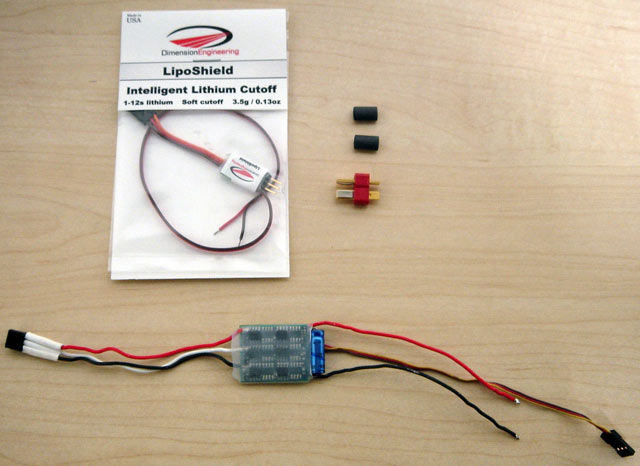 Made in
USA
DimensionEngineering
LipoShield
Intelligent Lithium Cutoff
1-12s lithium Soft cutoff 3.5g / 0.13oz